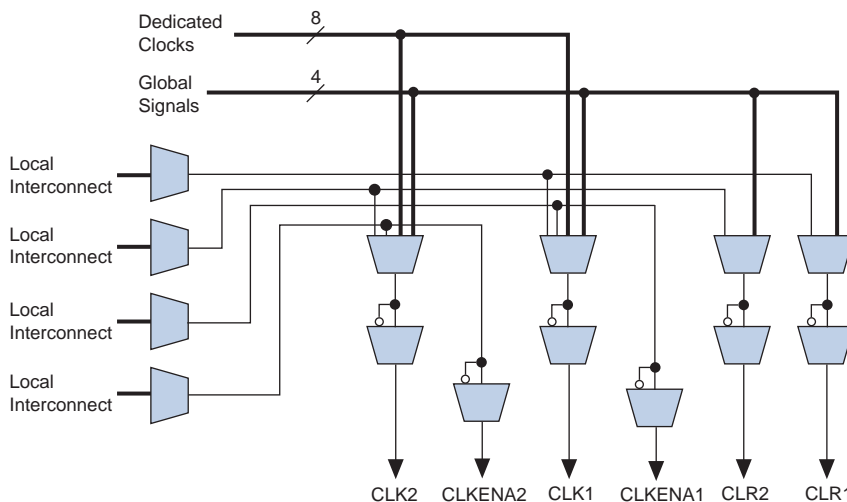 Dedicated
Clocks
8
Global
Signals
4
Local
Interconnect
Local
Interconnect
Local
Interconnect
Local
Interconnect
CLK2
CLKENA2
CLK1
CLKENA1
CLR2
CLR1